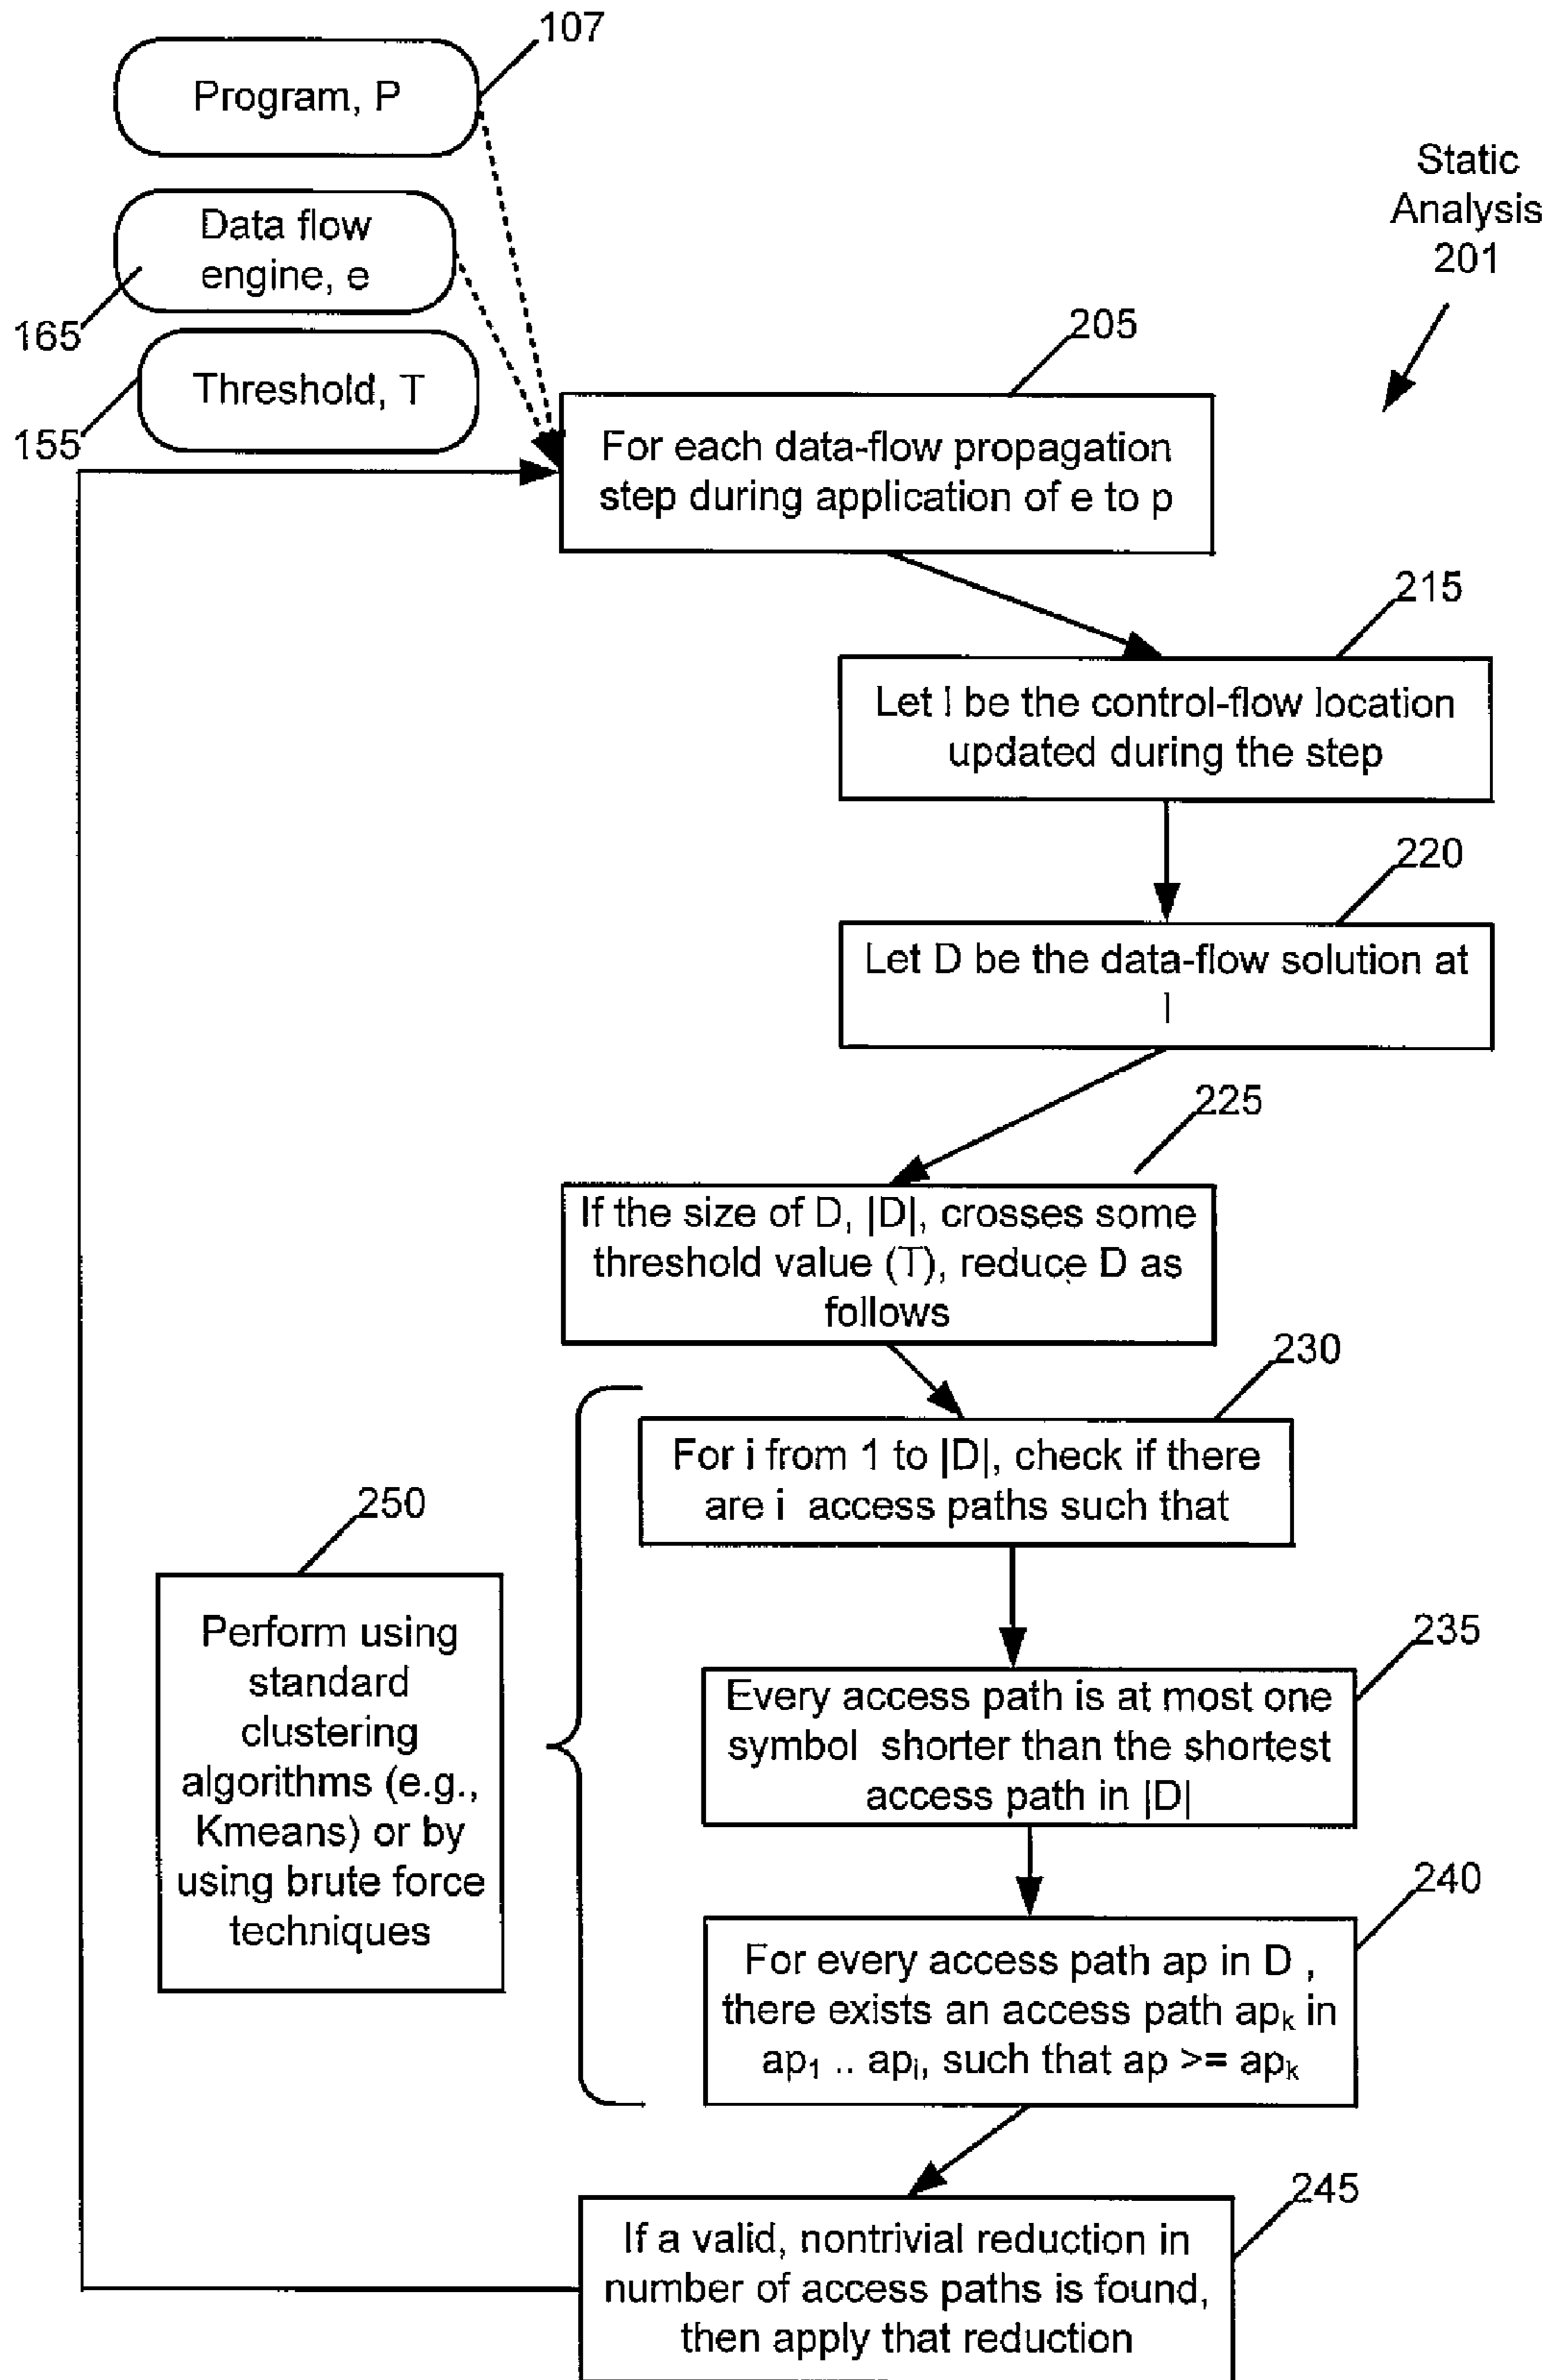 107
Program, P
Static
Analysis
201
Data flow
engine, e
165
205
Threshold, T
155
For each data-flow propagation
step during application of e to p
215
Let l be the control-flow location
updated during the step
220
Let D be the data-flow solution at
l
225
If the size of D, |D|, crosses some
threshold value (T), reduce D as
follows
230
For i from 1 to |D|, check if there
are i access paths such that
250
Perform using
standard
clustering
algorithms (e.g.,
Kmeans) or by
using brute force
techniques
235
Every access path is at most one
symbol shorter than the shortest
access path in |D|
240
For every access path ap in D ,
there exists an access path apₖ in
ap₁ .. apᵢ, such that ap >= apₖ
245
If a valid, nontrivial reduction in
number of access paths is found,
then apply that reduction